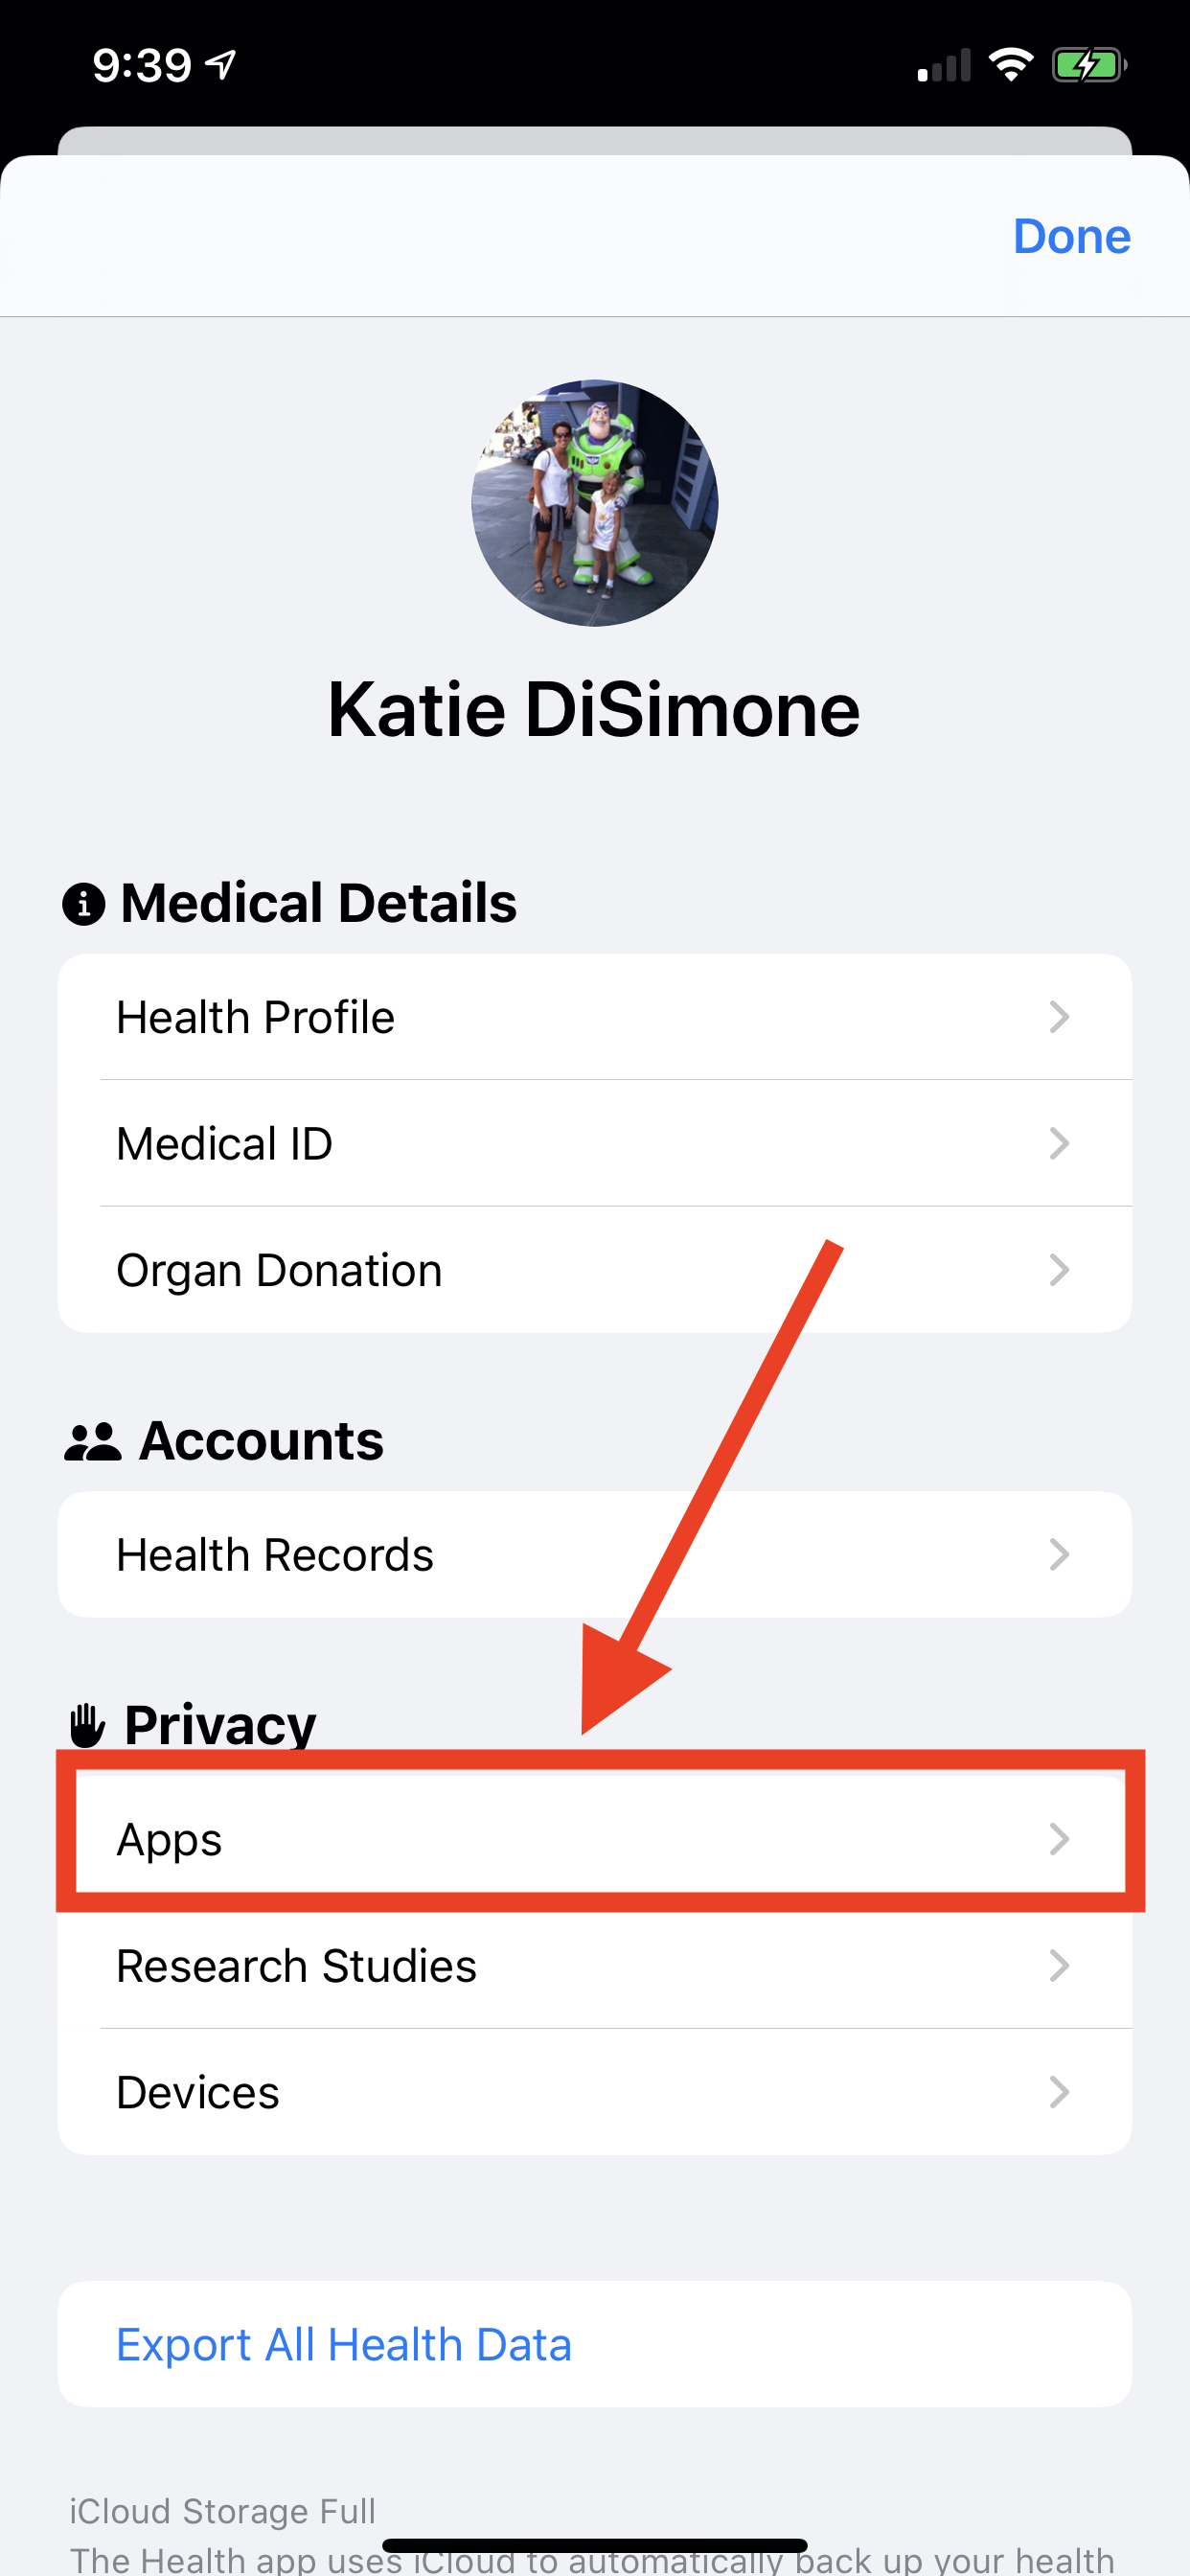 9:39
Done
Katie DiSimone
Medical Details
Health Profile
Medical ID
Organ Donation
Accounts
Health Records
Privacy
Apps
Research Studies
Devices
Export All Health Data
iCloud Storage Full
The Health app uses iCloud to automatically back up your health